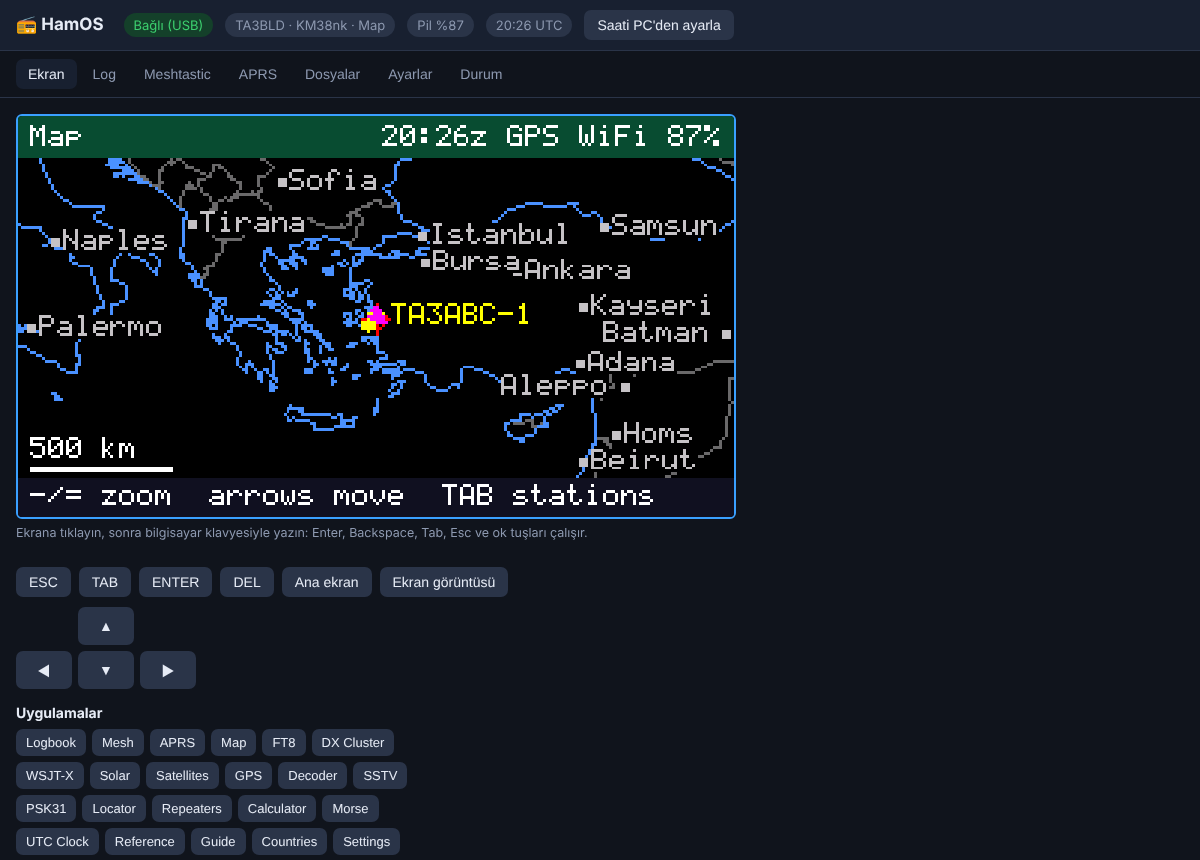 HamOS Bağlı (USB) TA3BLD · KM38nk · Map Pil %87 20:26 UTC Saati PC'den ayarla
Ekran Log Meshtastic APRS Dosyalar Ayarlar Durum
Map 20:26z GPS WiFi 87%
Sofia
Tirana
Istanbul
Samsun
Naples
Bursa
Ankara
Kayseri
TA3ABC-1
Palermo
Batman
Adana
Aleppo
Homs
500 km
Beirut
-/= zoom arrows move TAB stations
Ekrana tıklayın, sonra bilgisayar klavyesiyle yazın: Enter, Backspace, Tab, Esc ve ok tuşları çalışır.
ESC TAB ENTER DEL Ana ekran Ekran görüntüsü
▲
◀ ▼ ▶
Uygulamalar
Logbook Mesh APRS Map FT8 DX Cluster
WSJT-X Solar Satellites GPS Decoder SSTV
PSK31 Locator Repeaters Calculator Morse
UTC Clock Reference Guide Countries Settings